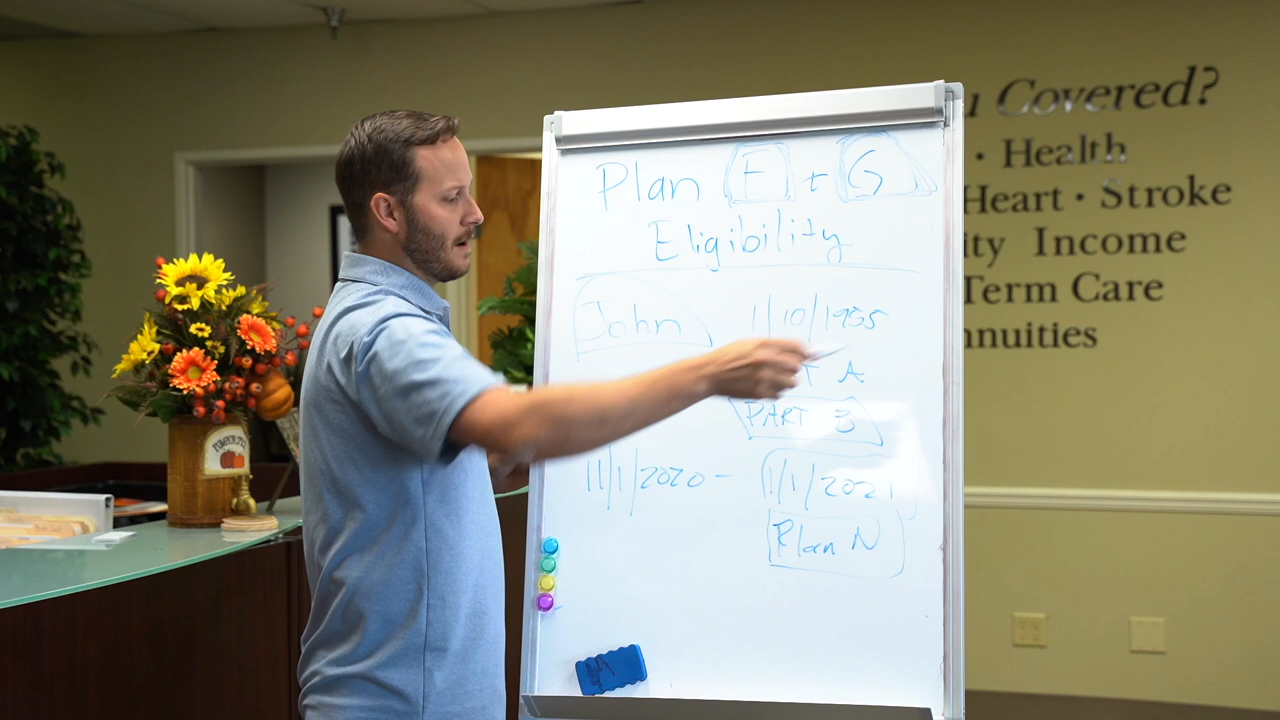 Plan F + G
Eligibility
John 1/10/1955
T A
PART B
11/1/2020 - 1/1/2021
Plan N
u Covered?
• Health
Heart • Stroke
ity Income
Term Care
nnuities